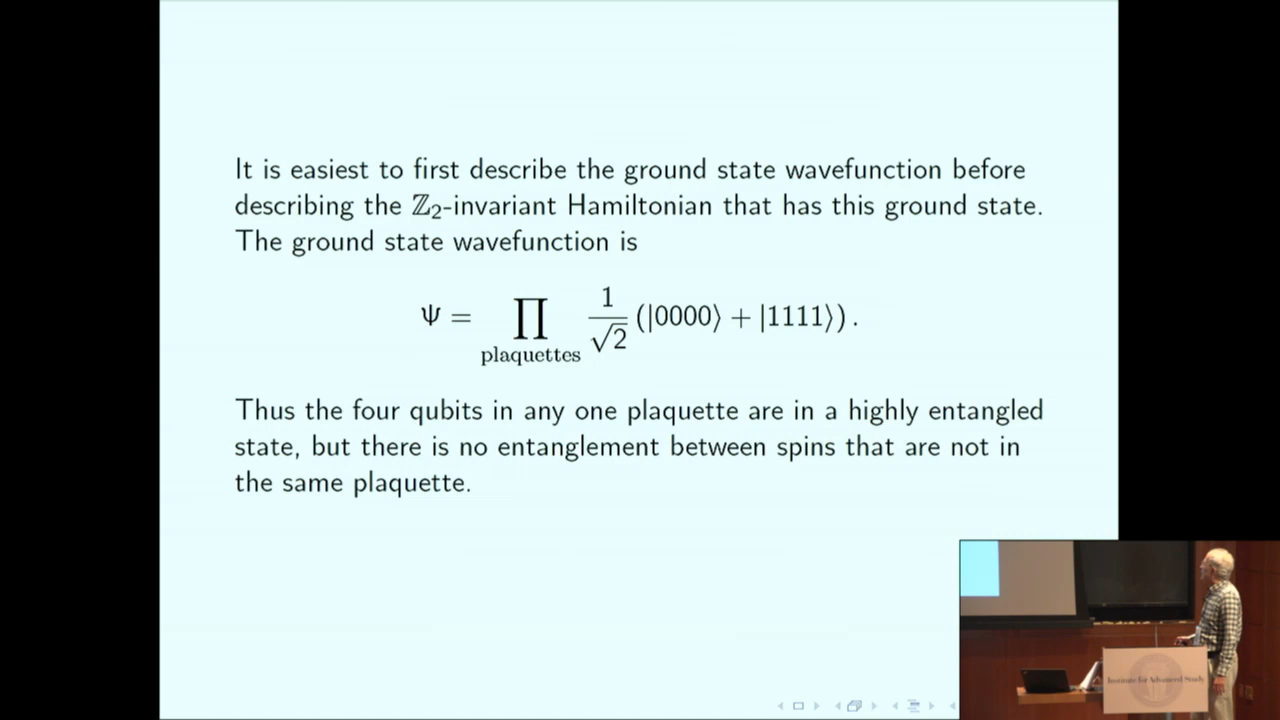 It is easiest to first describe the ground state wavefunction before
describing the ℤ₂-invariant Hamiltonian that has this ground state.
The ground state wavefunction is
Ψ = ∏_{plaquettes} 1/√2 (|0000⟩ + |1111⟩).
Thus the four qubits in any one plaquette are in a highly entangled
state, but there is no entanglement between spins that are not in
the same plaquette.
Institute for Advanced Study